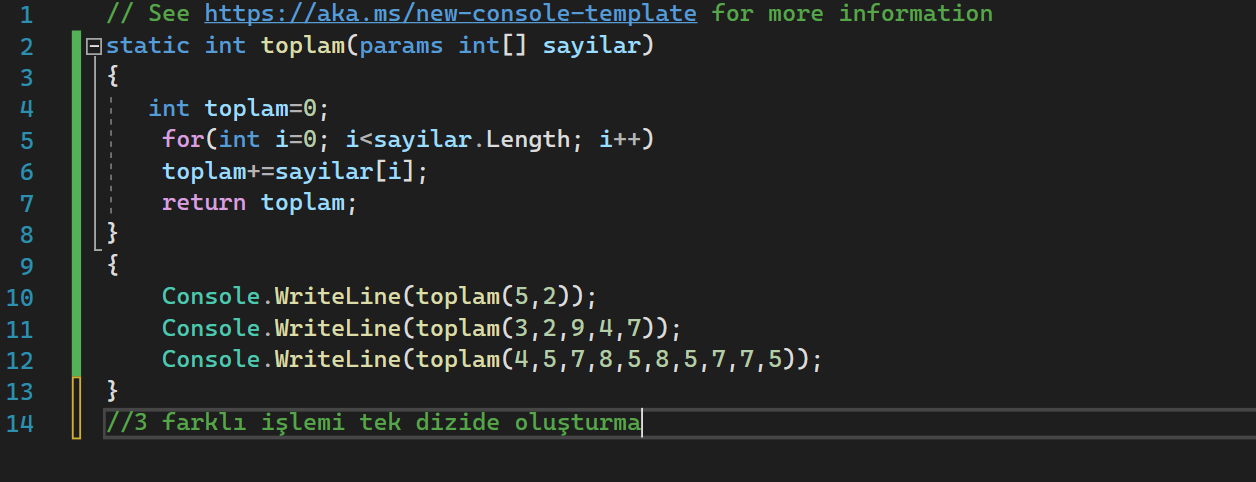 1 // See https://aka.ms/new-console-template for more information
2 static int toplam(params int[] sayilar)
3 {
4 int toplam=0;
5 for(int i=0; i<sayilar.Length; i++)
6 toplam+=sayilar[i];
7 return toplam;
8 }
9 {
10 Console.WriteLine(toplam(5,2));
11 Console.WriteLine(toplam(3,2,9,4,7));
12 Console.WriteLine(toplam(4,5,7,8,5,8,5,7,7,5));
13 }
14 //3 farklı işlemi tek dizide oluşturma